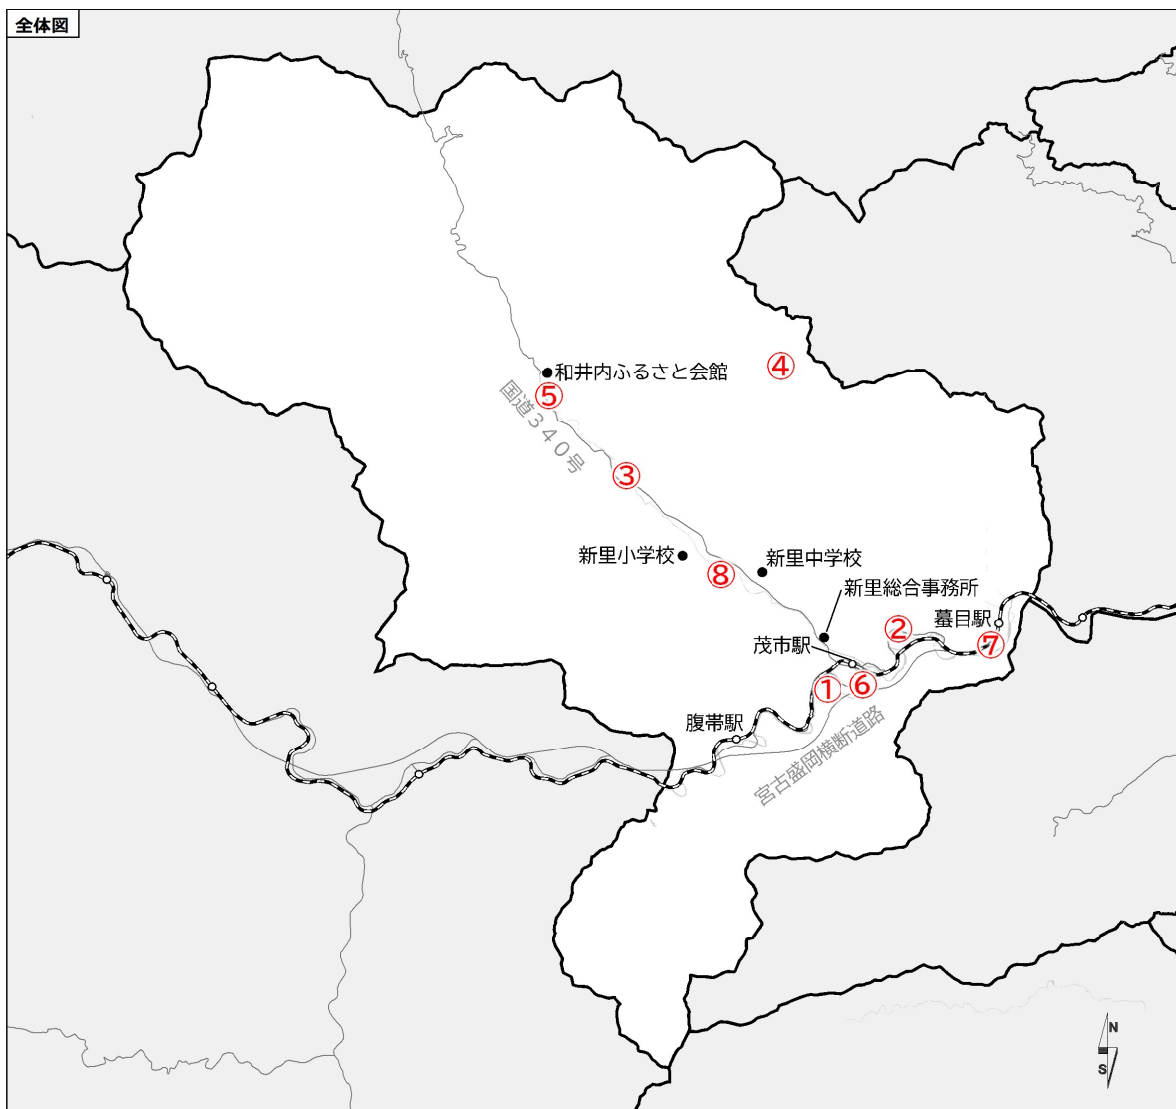 全体図
④
和井内ふるさと会館
⑤
国道３４０号
③
新里小学校
⑧
新里中学校
新里総合事務所
②
蟇目駅
⑦
茂市駅
①
⑥
腹帯駅
宮古盛岡横断道路
N
S